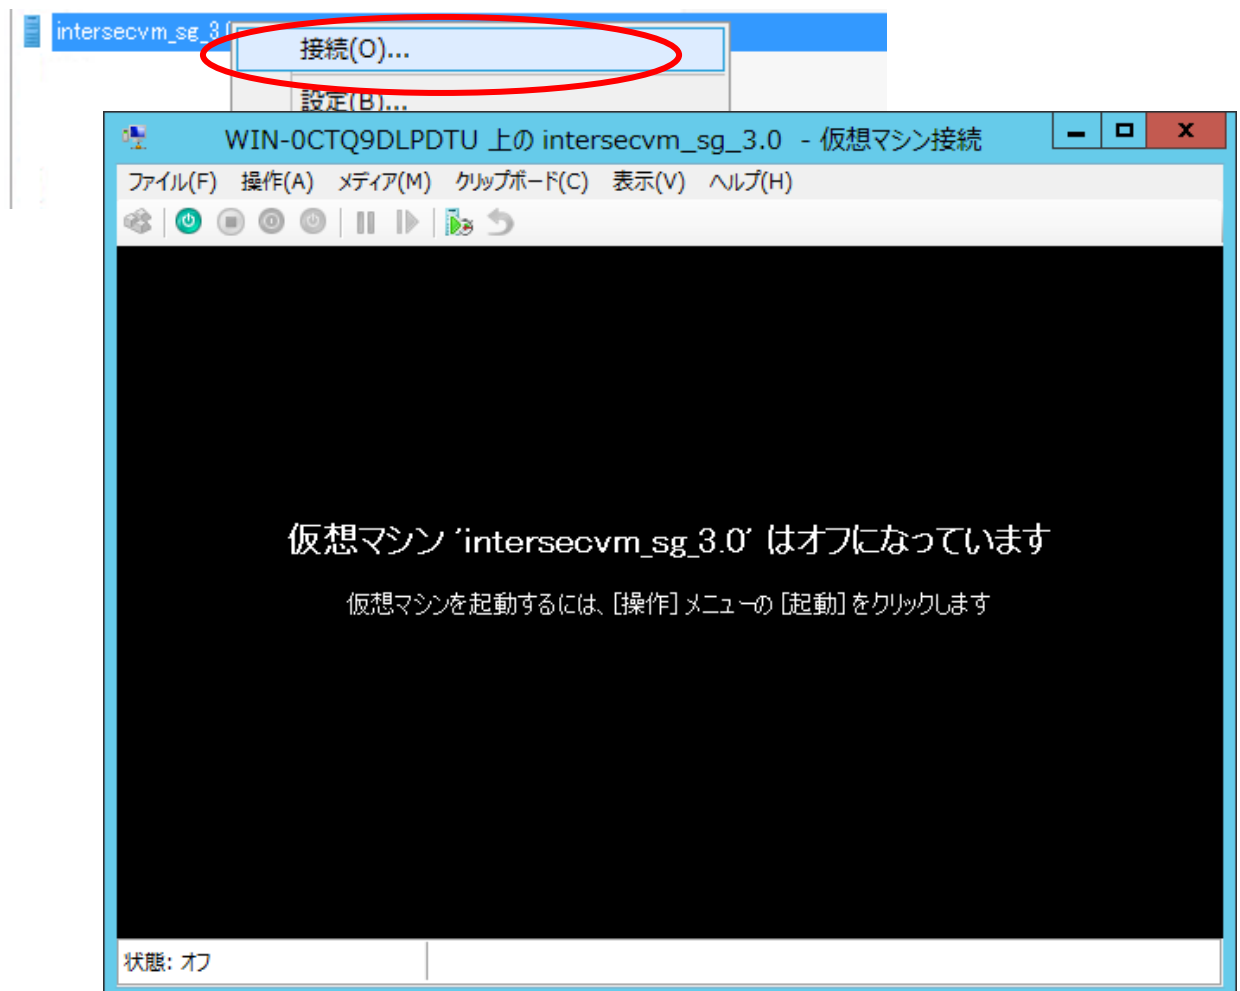 intersecvm_sg_3.0
接続(O)...
設定(B)...
WIN-0CTQ9DLPDTU 上の intersecvm_sg_3.0 - 仮想マシン接続
ファイル(F) 操作(A) メディア(M) クリップボード(C) 表示(V) ヘルプ(H)
仮想マシン 'intersecvm_sg_3.0' はオフになっています
仮想マシンを起動するには、[操作] メニューの [起動] をクリックします
状態: オフ